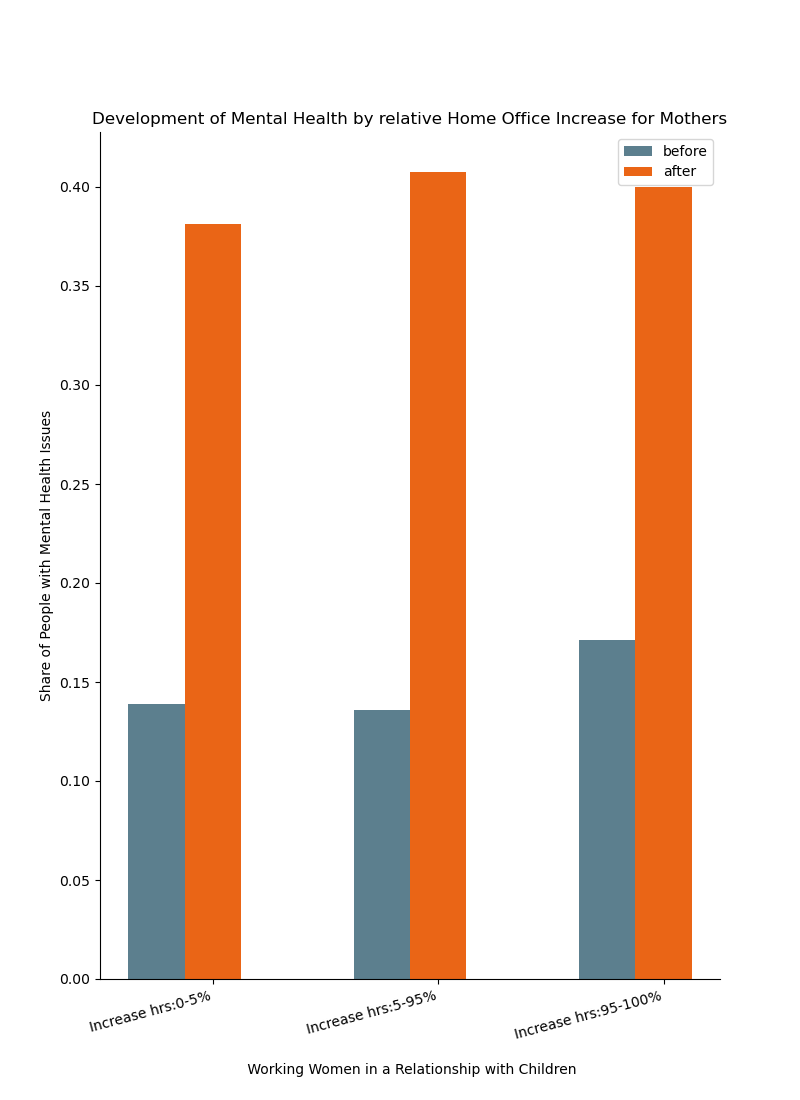 Development of Mental Health by relative Home Office Increase for Mothers
before
after
0.40
0.35
0.30
0.25
0.20
0.15
0.10
0.05
0.00
Share of People with Mental Health Issues
Increase hrs:0-5%
Increase hrs:5-95%
Increase hrs:95-100%
Working Women in a Relationship with Children